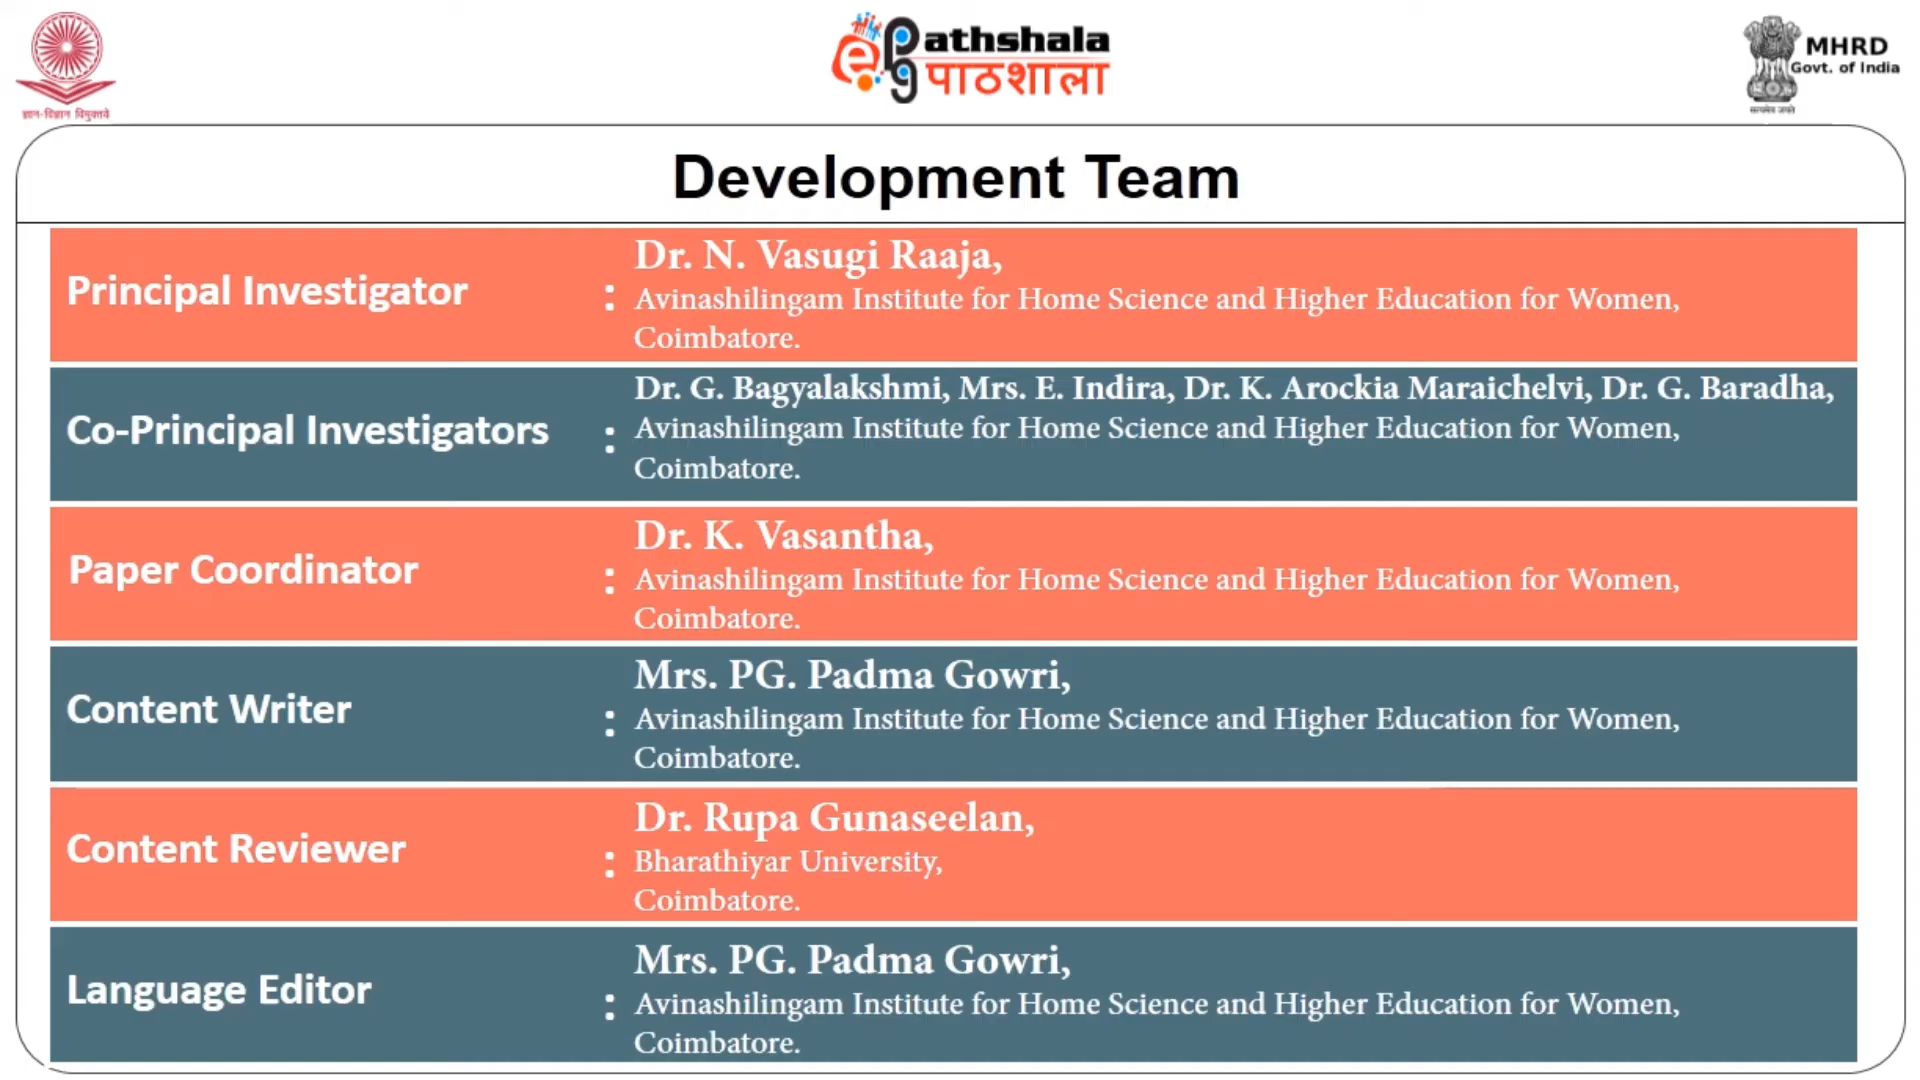 ज्ञान-विज्ञान विमुक्तये
ePG Pathshala
पाठशाला
MHRD
Govt. of India
सत्यमेव जयते
Development Team
Principal Investigator
:
Dr. N. Vasugi Raaja,
Avinashilingam Institute for Home Science and Higher Education for Women,
Coimbatore.
Co-Principal Investigators
:
Dr. G. Bagyalakshmi, Mrs. E. Indira, Dr. K. Arockia Maraichelvi, Dr. G. Baradha,
Avinashilingam Institute for Home Science and Higher Education for Women,
Coimbatore.
Paper Coordinator
:
Dr. K. Vasantha,
Avinashilingam Institute for Home Science and Higher Education for Women,
Coimbatore.
Content Writer
:
Mrs. PG. Padma Gowri,
Avinashilingam Institute for Home Science and Higher Education for Women,
Coimbatore.
Content Reviewer
:
Dr. Rupa Gunaseelan,
Bharathiyar University,
Coimbatore.
Language Editor
:
Mrs. PG. Padma Gowri,
Avinashilingam Institute for Home Science and Higher Education for Women,
Coimbatore.